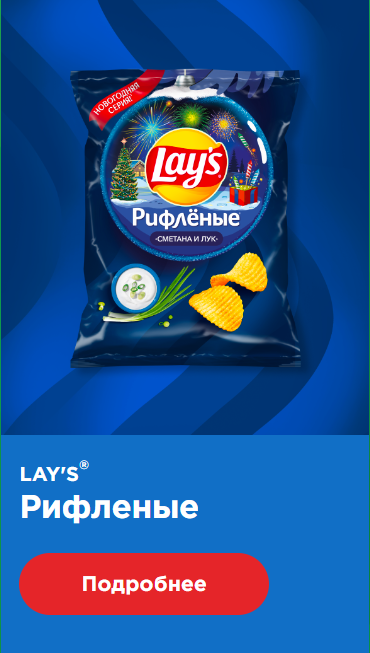 НОВОГОДНЯЯ
СЕРИЯ!
Lay's
Рифлёные
•СМЕТАНА И ЛУК•
LAY'S®
Рифленые
Подробнее